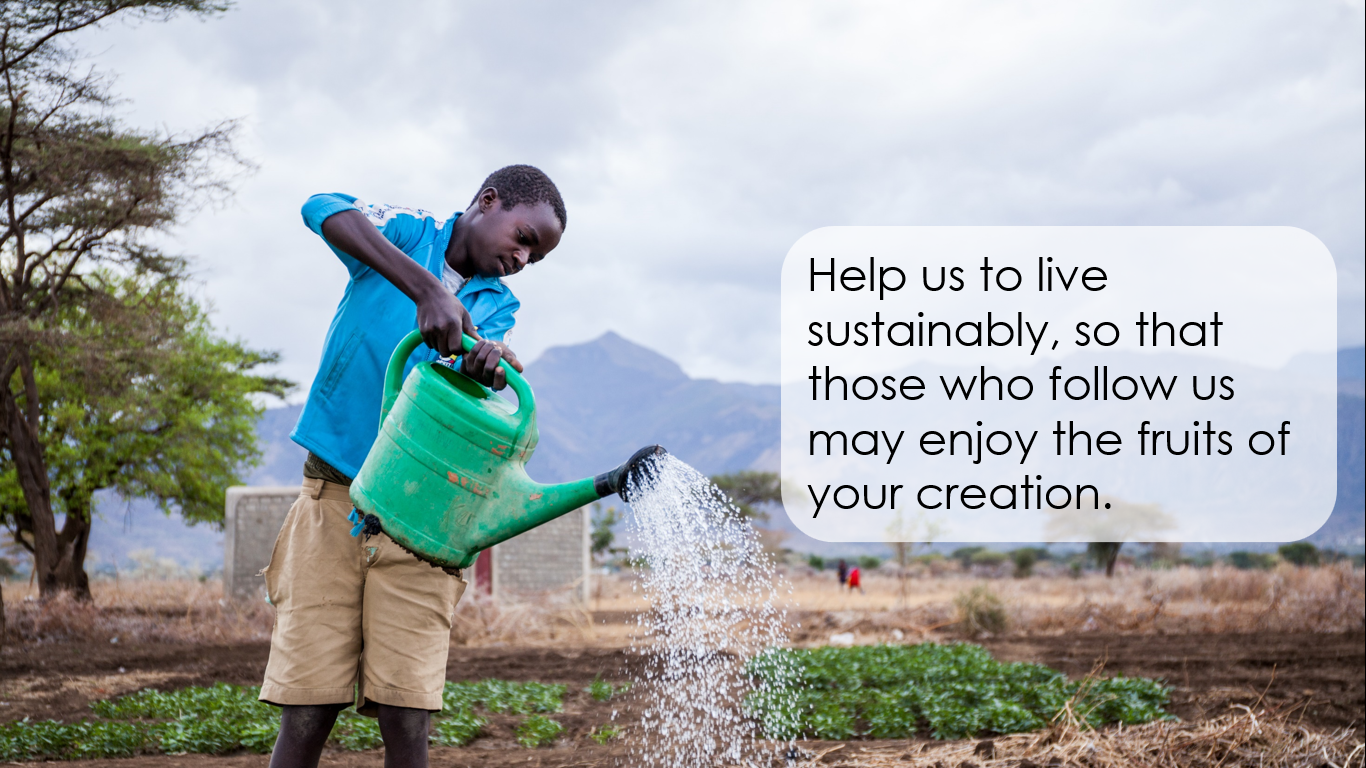 Help us to live
sustainably, so that
those who follow us
may enjoy the fruits of
your creation.